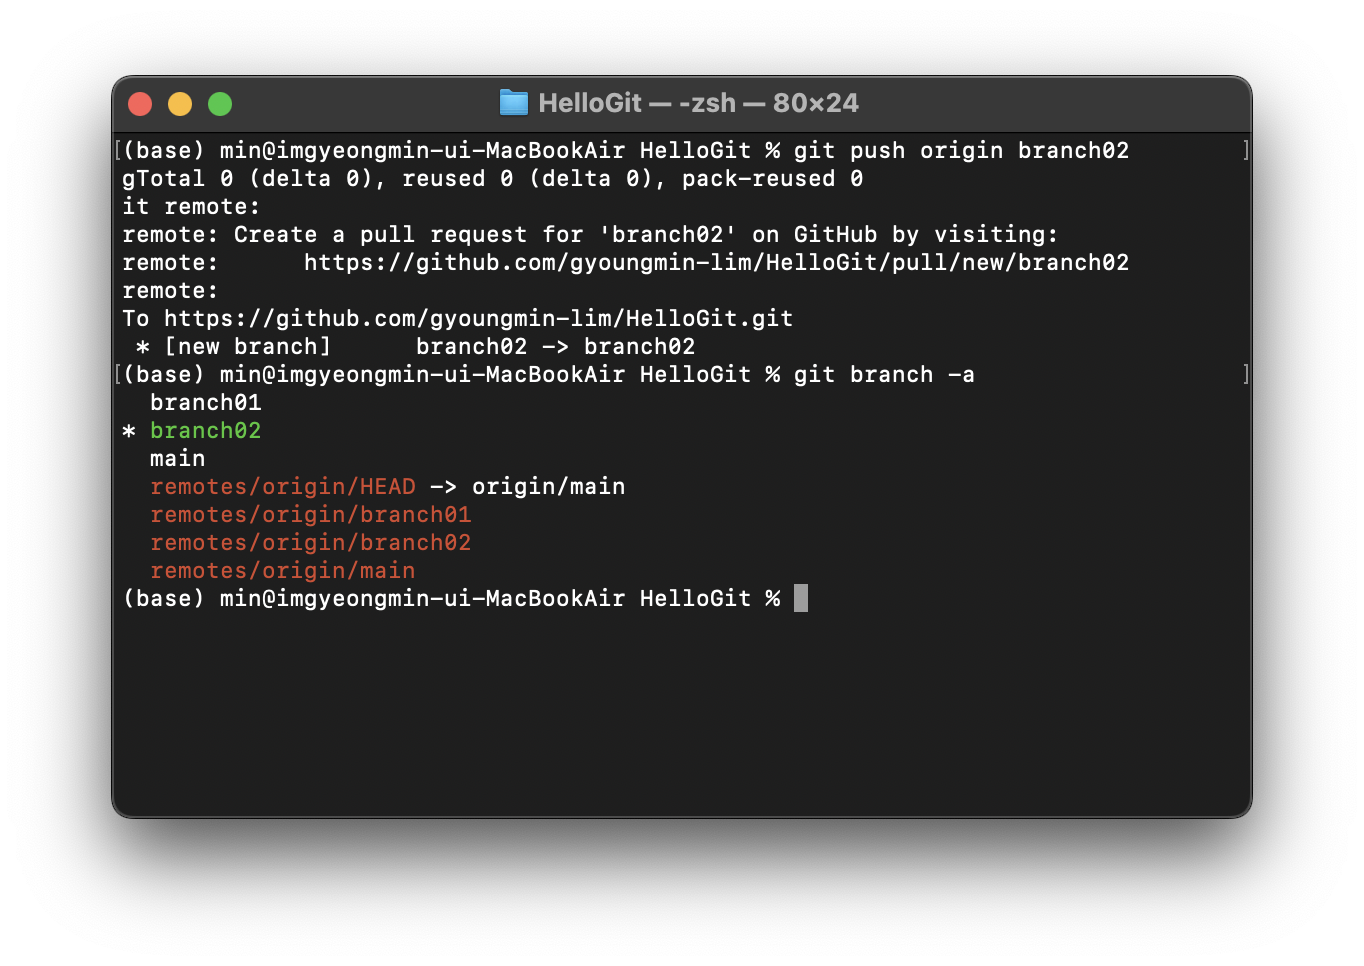 HelloGit — -zsh — 80×24
[(base) min@imgyeongmin-ui-MacBookAir HelloGit % git push origin branch02 ]
gTotal 0 (delta 0), reused 0 (delta 0), pack-reused 0
it remote:
remote: Create a pull request for 'branch02' on GitHub by visiting:
remote:      https://github.com/gyoungmin-lim/HelloGit/pull/new/branch02
remote:
To https://github.com/gyoungmin-lim/HelloGit.git
 * [new branch]      branch02 -> branch02
[(base) min@imgyeongmin-ui-MacBookAir HelloGit % git branch -a ]
  branch01
* branch02
  main
  remotes/origin/HEAD -> origin/main
  remotes/origin/branch01
  remotes/origin/branch02
  remotes/origin/main
(base) min@imgyeongmin-ui-MacBookAir HelloGit %